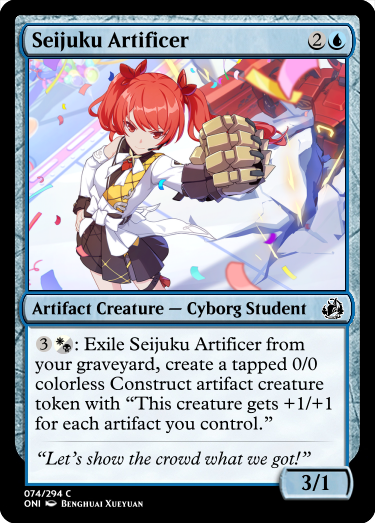 Seijuku Artificer 2
Artifact Creature — Cyborg Student
3 : Exile Seijuku Artificer from
your graveyard, create a tapped 0/0
colorless Construct artifact creature
token with “This creature gets +1/+1
for each artifact you control.”
“Let’s show the crowd what we got!”
3/1
074/294 C
ONI Benghuai Xueyuan